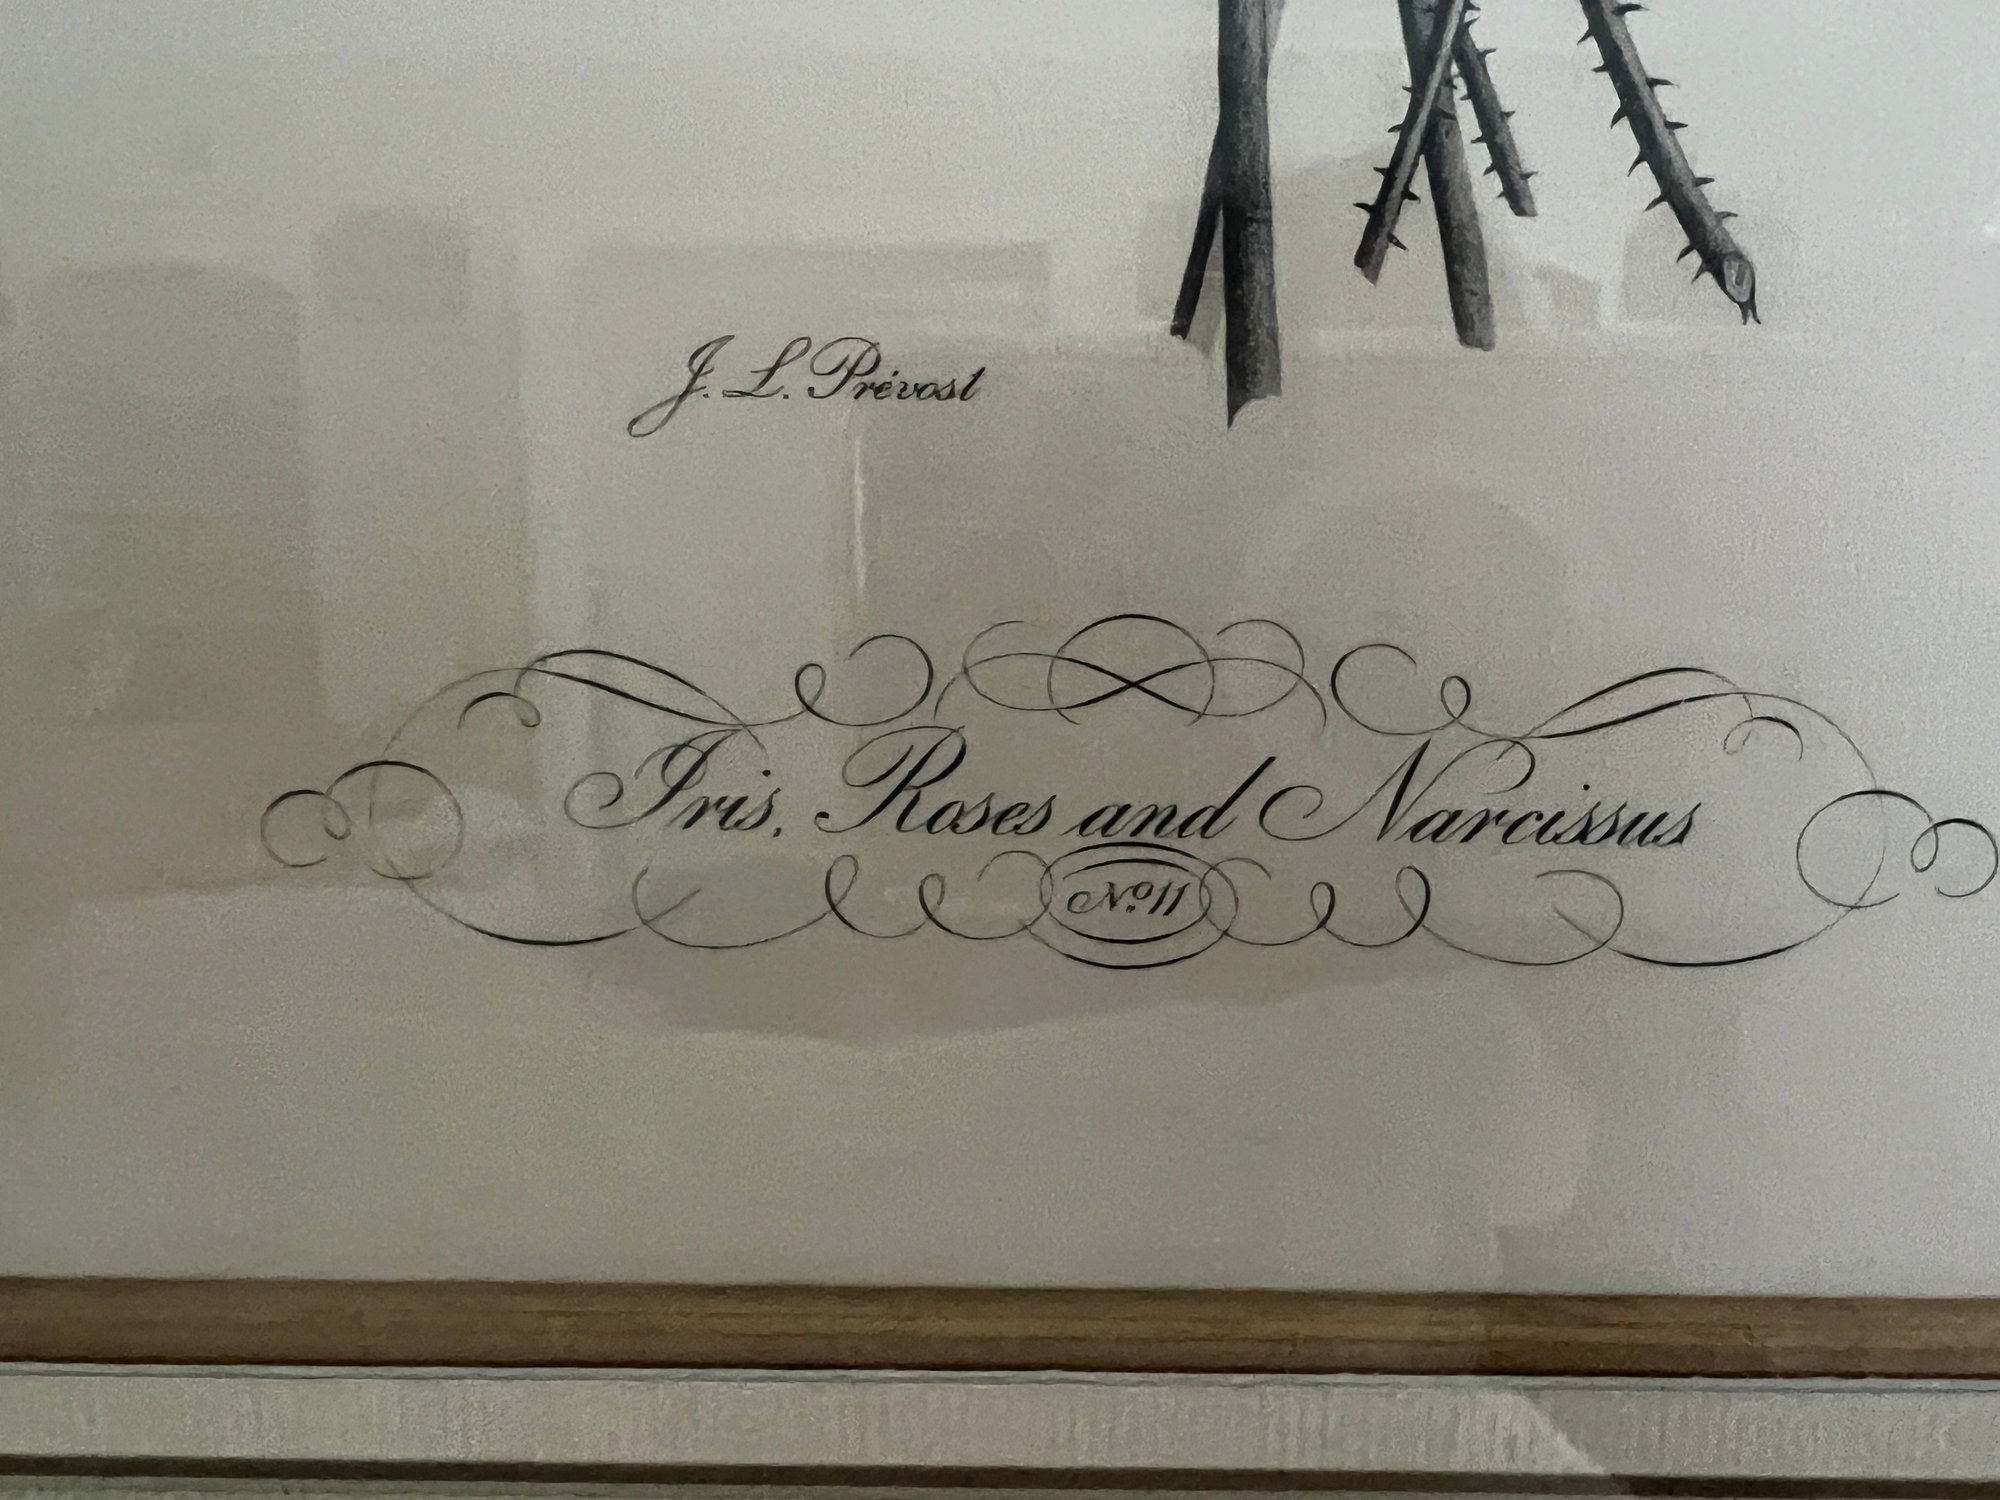 J. L. Prévost
Iris, Roses and Narcissus
No. 11